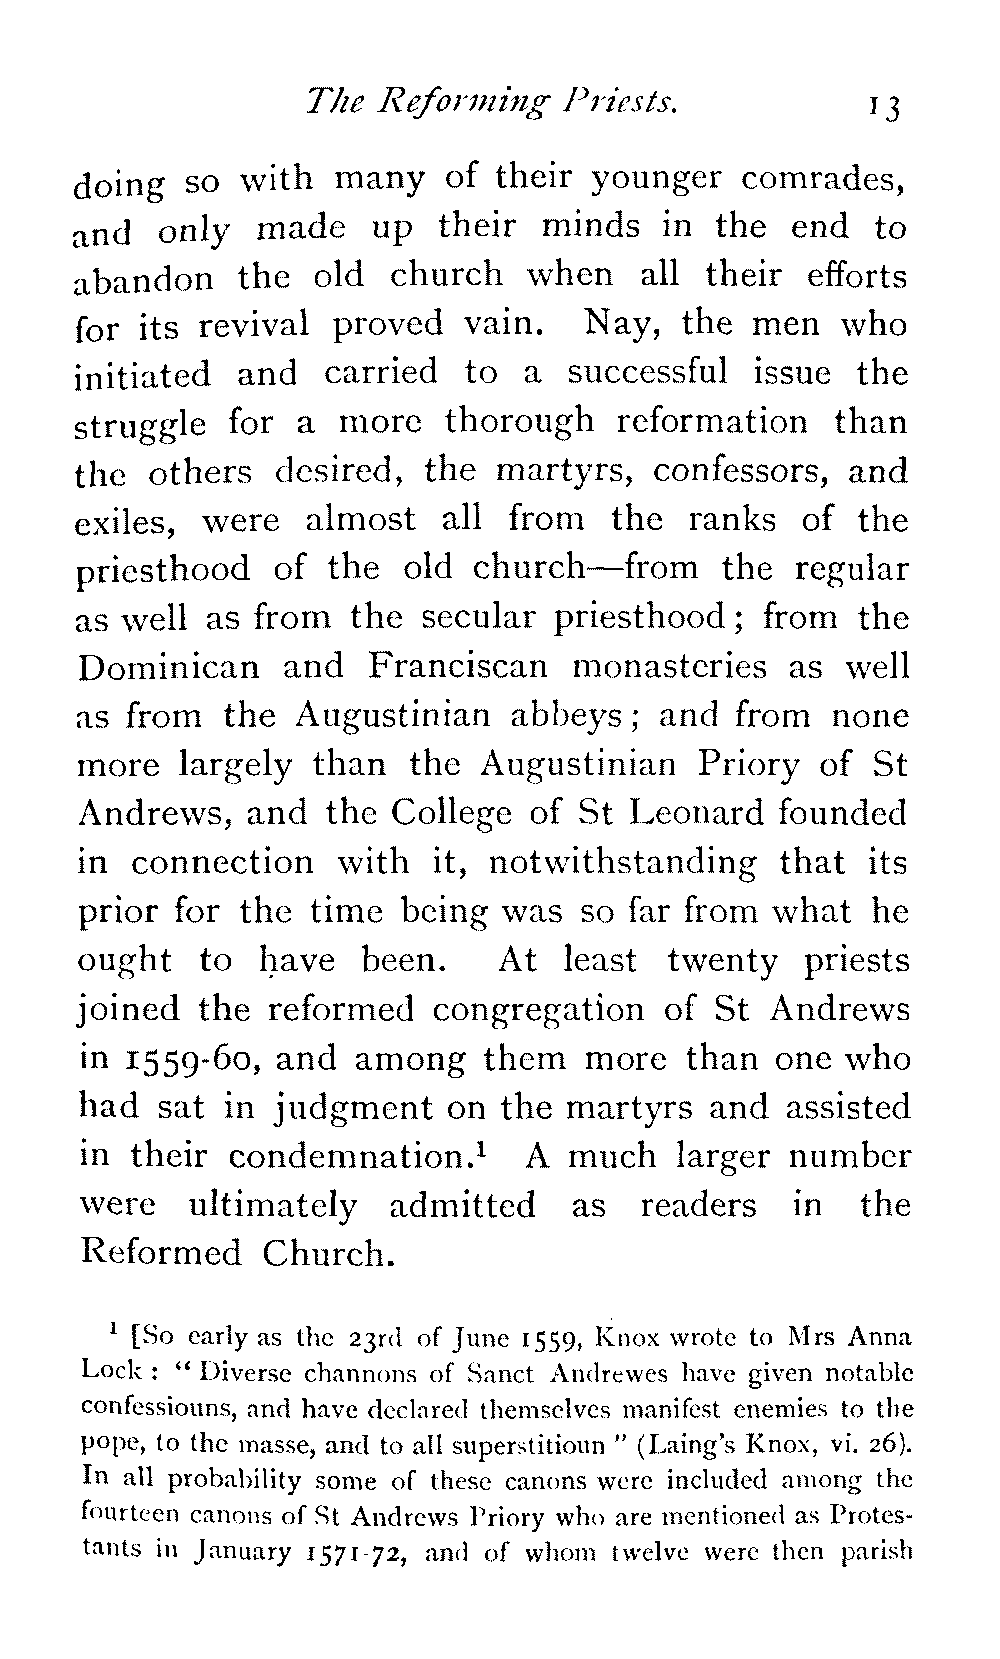 The Reforming Priests. 13
doing so with many of their younger comrades,
and only made up their minds in the end to
abandon the old church when all their efforts
for its revival proved vain. Nay, the men who
initiated and carried to a successful issue the
struggle for a more thorough reformation than
the others desired, the martyrs, confessors, and
exiles, were almost all from the ranks of the
priesthood of the old church—from the regular
as well as from the secular priesthood; from the
Dominican and Franciscan monasteries as well
as from the Augustinian abbeys; and from none
more largely than the Augustinian Priory of St
Andrews, and the College of St Leonard founded
in connection with it, notwithstanding that its
prior for the time being was so far from what he
ought to have been. At least twenty priests
joined the reformed congregation of St Andrews
in 1559-60, and among them more than one who
had sat in judgment on the martyrs and assisted
in their condemnation.¹ A much larger number
were ultimately admitted as readers in the
Reformed Church.
¹ [So early as the 23rd of June 1559, Knox wrote to Mrs Anna
Lock: "Diverse channons of Sanct Andrewes have given notable
confessiouns, and have declared themselves manifest enemies to the
pope, to the masse, and to all superstitioun" (Laing's Knox, vi. 26).
In all probability some of these canons were included among the
fourteen canons of St Andrews Priory who are mentioned as Protes-
tants in January 1571-72, and of whom twelve were then parish